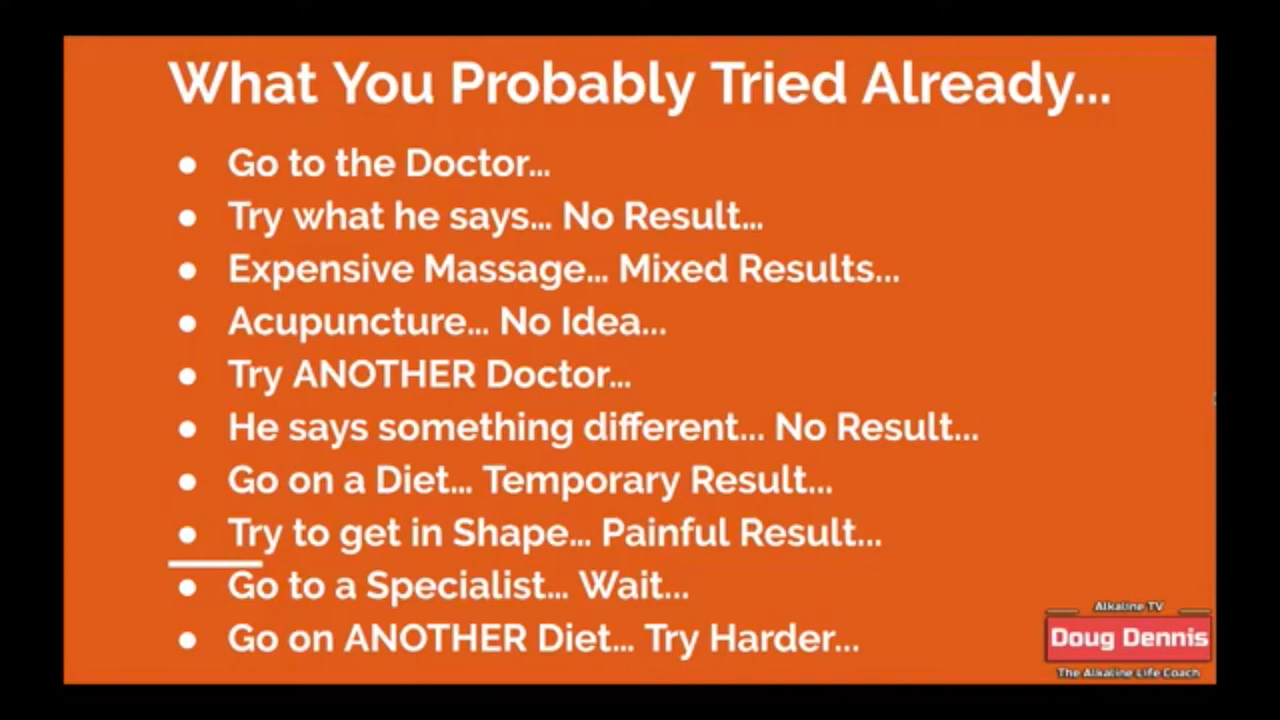 What You Probably Tried Already...
● Go to the Doctor...
● Try what he says... No Result...
● Expensive Massage... Mixed Results...
● Acupuncture... No Idea...
● Try ANOTHER Doctor...
● He says something different... No Result...
● Go on a Diet... Temporary Result...
● Try to get in Shape... Painful Result...
● Go to a Specialist... Wait...
● Go on ANOTHER Diet... Try Harder...
Alkaline TV
Doug Dennis
The Alkaline Life Coach